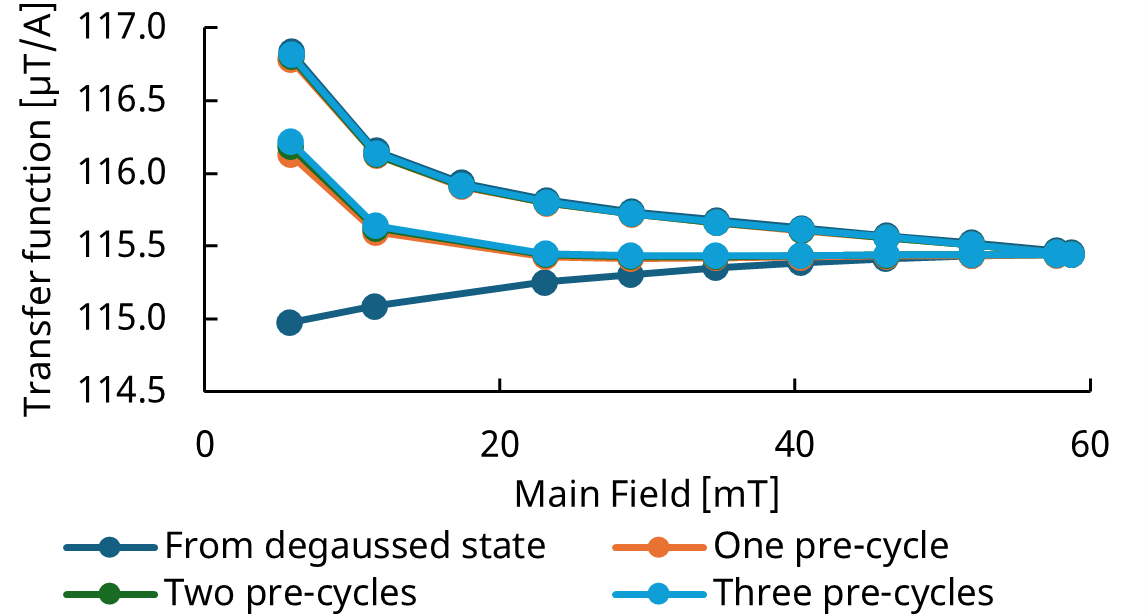 Transfer function [µT/A]
117.0
116.5
116.0
115.5
115.0
114.5
0 20 40 60
Main Field [mT]
From degaussed state One pre-cycle
Two pre-cycles Three pre-cycles